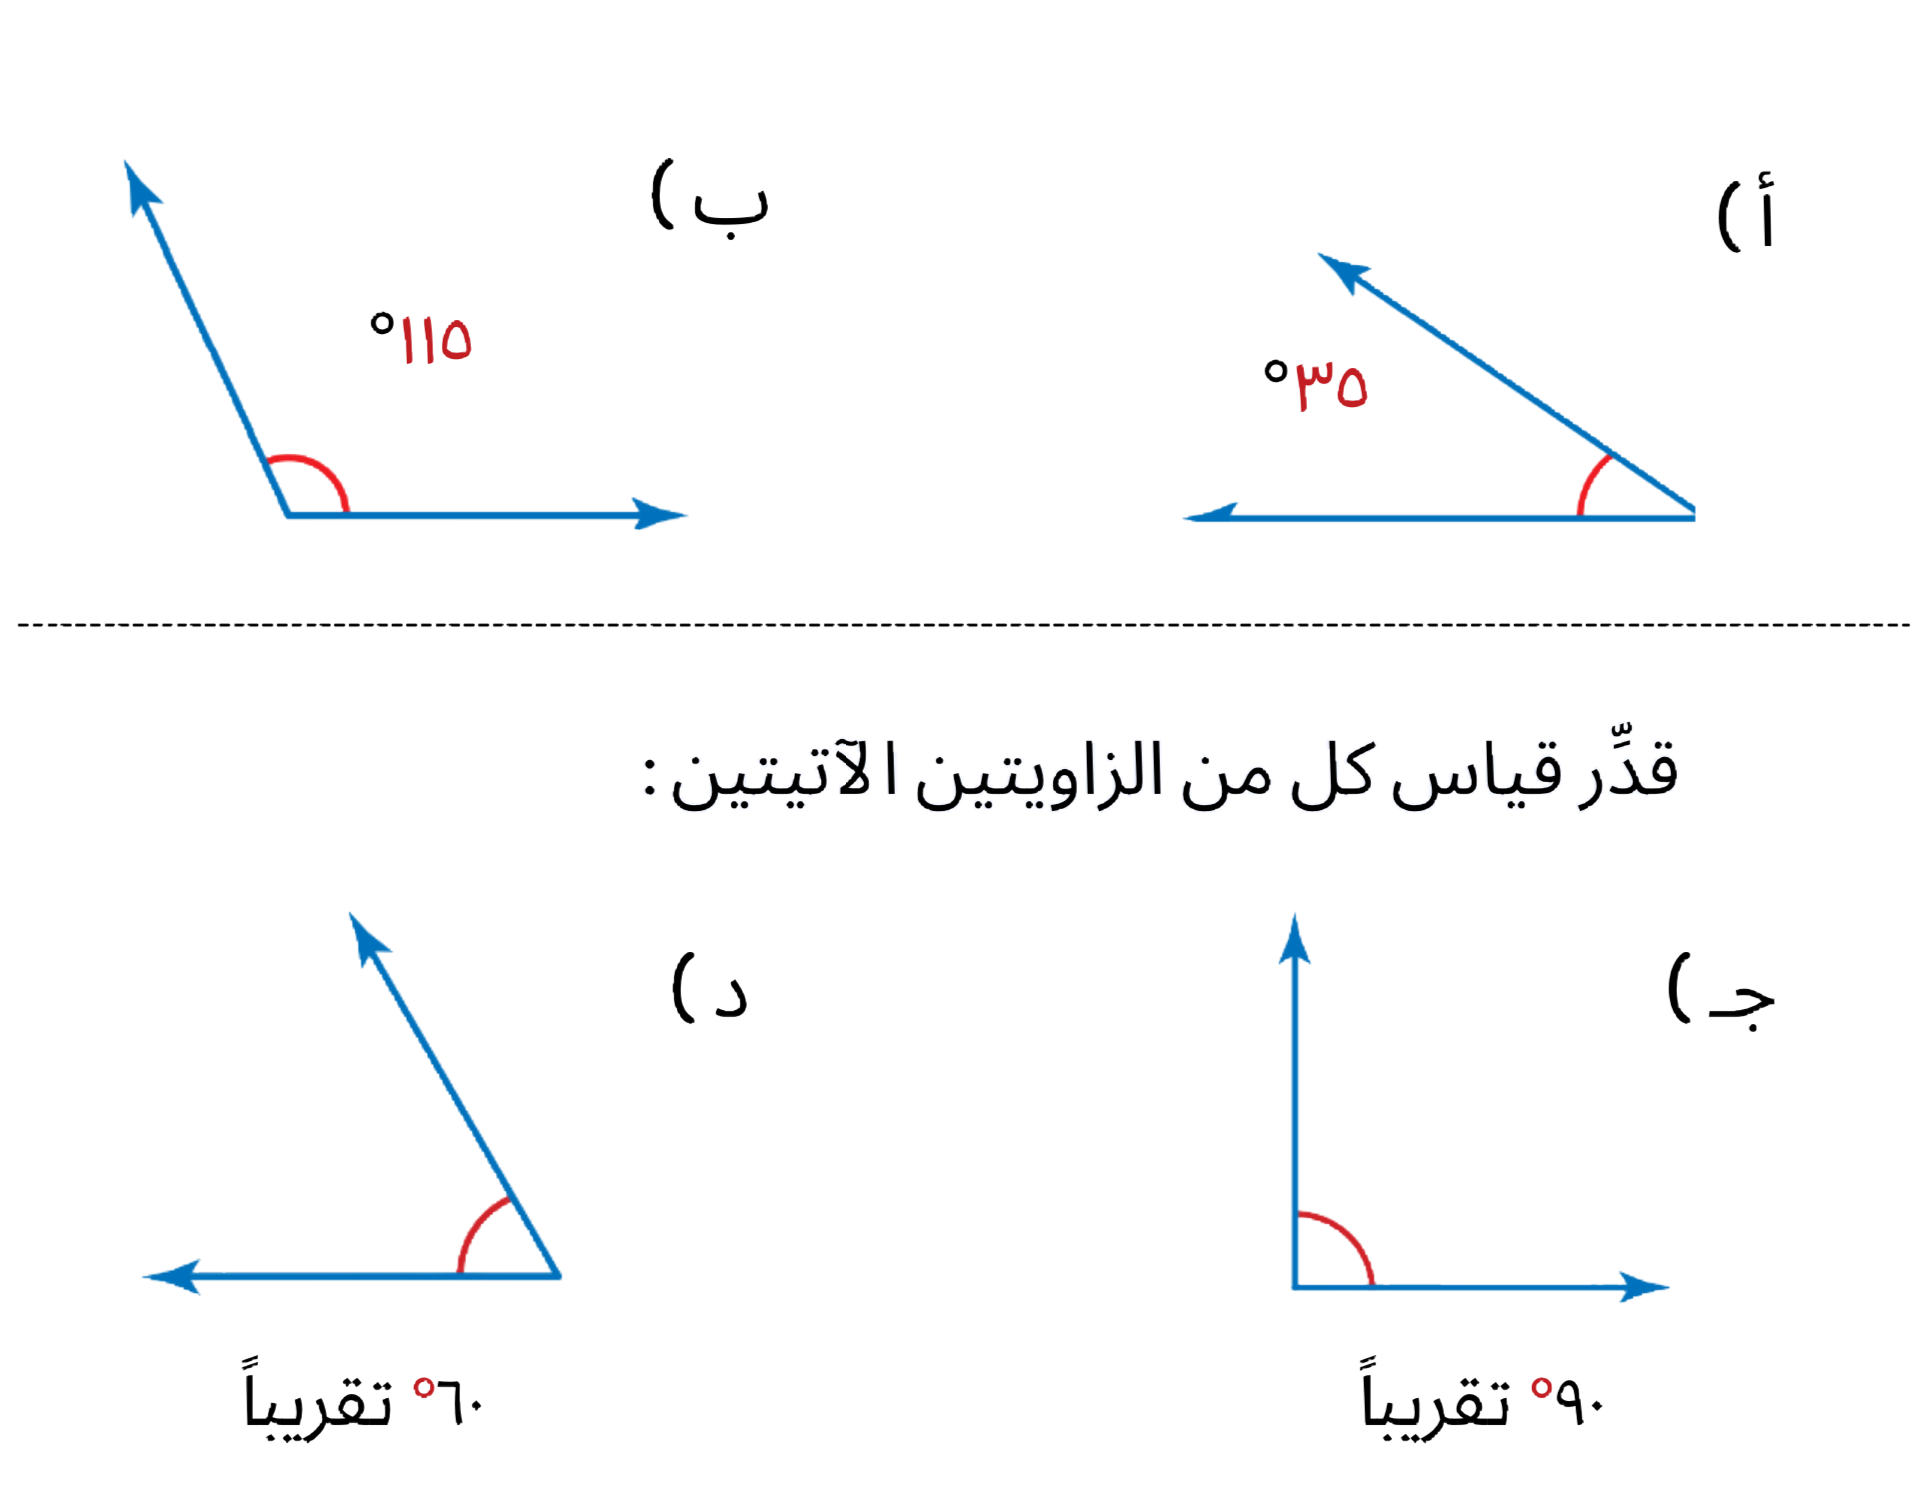 أ )
°٣٥
ب )
°١١٥
قدِّر قياس كل من الزاويتين الآتيتين :
جـ )
٩٠° تقريباً
د )
٦٠° تقريباً